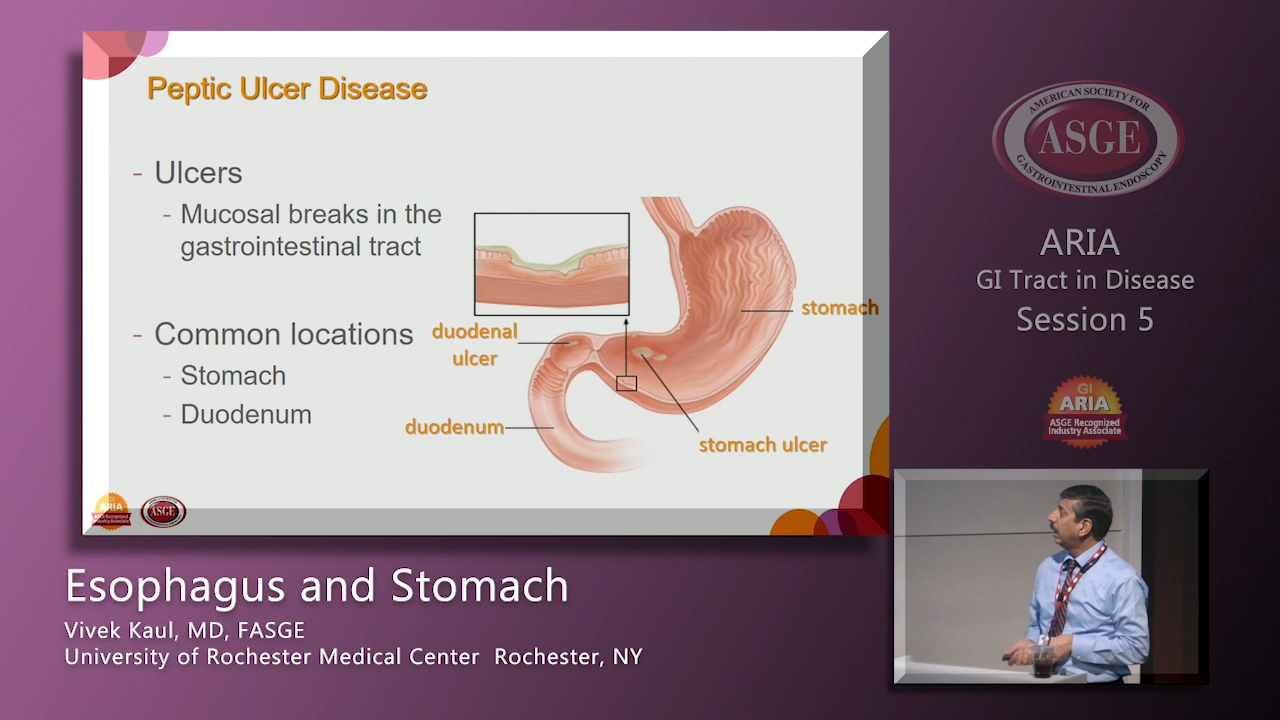 Peptic Ulcer Disease
- Ulcers
- Mucosal breaks in the
gastrointestinal tract
- Common locations
- Stomach
- Duodenum
stomach
duodenal
ulcer
duodenum
stomach ulcer
ARIA
ASGE
AMERICAN SOCIETY FOR
ASGE
GASTROINTESTINAL ENDOSCOPY
ARIA
GI Tract in Disease
Session 5
GI
ARIA
ASGE Recognized
Industry Associate
Esophagus and Stomach
Vivek Kaul, MD, FASGE
University of Rochester Medical Center Rochester, NY